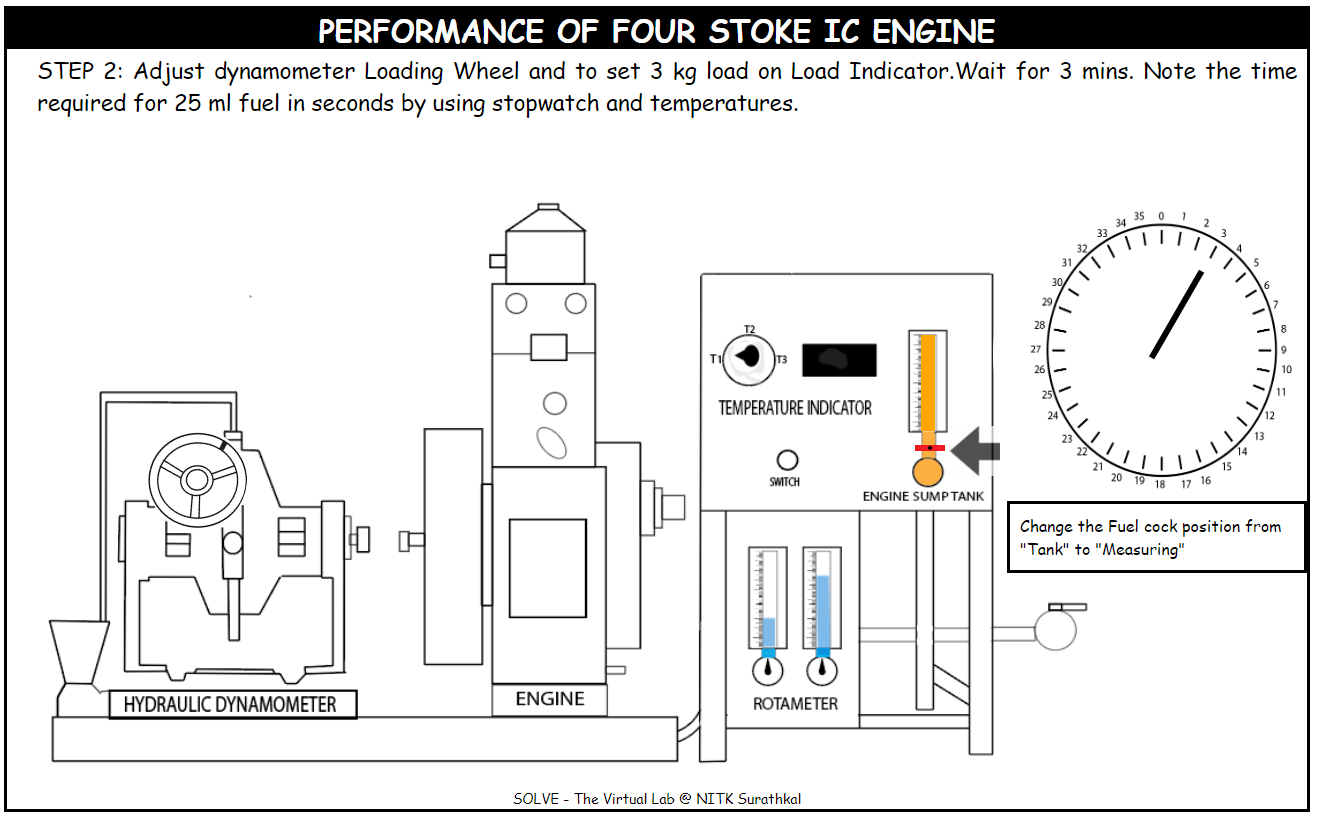 PERFORMANCE OF FOUR STOKE IC ENGINE
STEP 2: Adjust dynamometer Loading Wheel and to set 3 kg load on Load Indicator.Wait for 3 mins. Note the time
required for 25 ml fuel in seconds by using stopwatch and temperatures.
0
1
2
3
4
5
6
7
8
9
10
11
12
13
14
15
16
17
18
19
20
21
22
23
24
25
26
27
28
29
30
31
32
33
34
35
T2
T1
T3
TEMPERATURE INDICATOR
SWITCH
ENGINE SUMP TANK
Change the Fuel cock position from
"Tank" to "Measuring"
HYDRAULIC DYNAMOMETER
ENGINE
ROTAMETER
SOLVE - The Virtual Lab @ NITK Surathkal